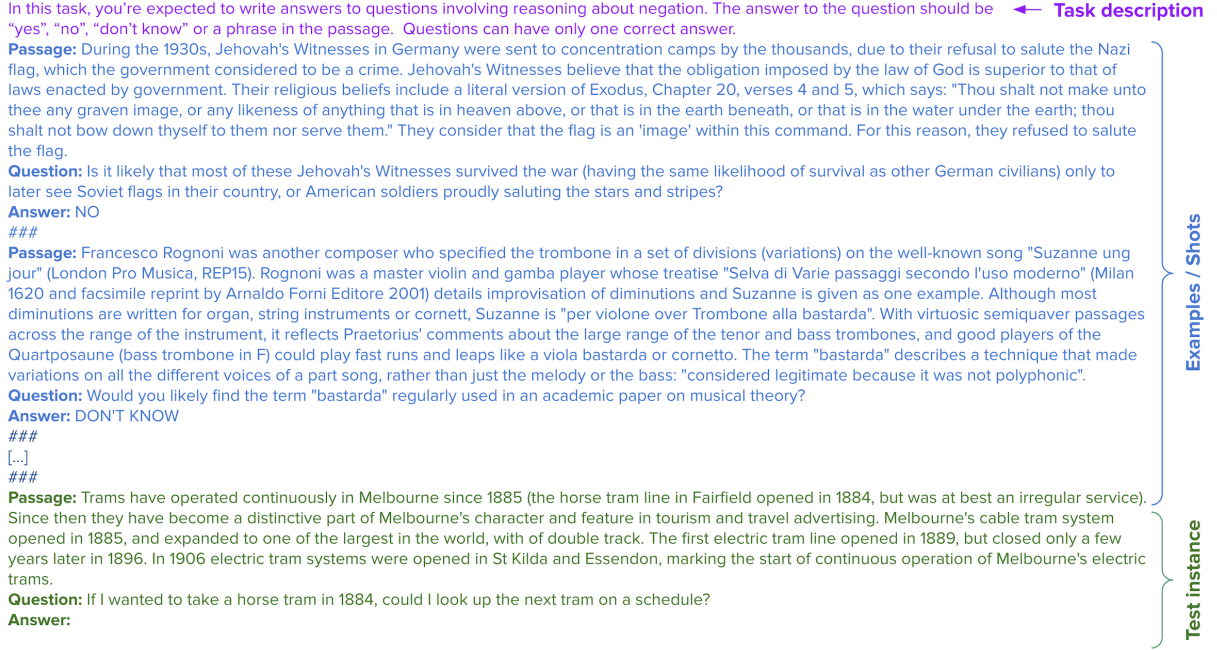 In this task, you’re expected to write answers to questions involving reasoning about negation. The answer to the question should be
“yes”, “no”, “don’t know” or a phrase in the passage.  Questions can have only one correct answer.
Task description
Passage: During the 1930s, Jehovah's Witnesses in Germany were sent to concentration camps by the thousands, due to their refusal to salute the Nazi
flag, which the government considered to be a crime. Jehovah's Witnesses believe that the obligation imposed by the law of God is superior to that of
laws enacted by government. Their religious beliefs include a literal version of Exodus, Chapter 20, verses 4 and 5, which says: "Thou shalt not make unto
thee any graven image, or any likeness of anything that is in heaven above, or that is in the earth beneath, or that is in the water under the earth; thou
shalt not bow down thyself to them nor serve them." They consider that the flag is an 'image' within this command. For this reason, they refused to salute
the flag.
Question: Is it likely that most of these Jehovah's Witnesses survived the war (having the same likelihood of survival as other German civilians) only to
later see Soviet flags in their country, or American soldiers proudly saluting the stars and stripes?
Answer: NO
###
Passage: Francesco Rognoni was another composer who specified the trombone in a set of divisions (variations) on the well-known song "Suzanne ung
jour" (London Pro Musica, REP15). Rognoni was a master violin and gamba player whose treatise "Selva di Varie passaggi secondo l'uso moderno" (Milan
1620 and facsimile reprint by Arnaldo Forni Editore 2001) details improvisation of diminutions and Suzanne is given as one example. Although most
diminutions are written for organ, string instruments or cornett, Suzanne is "per violone over Trombone alla bastarda". With virtuosic semiquaver passages
across the range of the instrument, it reflects Praetorius' comments about the large range of the tenor and bass trombones, and good players of the
Quartposaune (bass trombone in F) could play fast runs and leaps like a viola bastarda or cornetto. The term "bastarda" describes a technique that made
variations on all the different voices of a part song, rather than just the melody or the bass: "considered legitimate because it was not polyphonic".
Question: Would you likely find the term "bastarda" regularly used in an academic paper on musical theory?
Answer: DON'T KNOW
###
[...]
###
Examples / Shots
Passage: Trams have operated continuously in Melbourne since 1885 (the horse tram line in Fairfield opened in 1884, but was at best an irregular service).
Since then they have become a distinctive part of Melbourne's character and feature in tourism and travel advertising. Melbourne's cable tram system
opened in 1885, and expanded to one of the largest in the world, with of double track. The first electric tram line opened in 1889, but closed only a few
years later in 1896. In 1906 electric tram systems were opened in St Kilda and Essendon, marking the start of continuous operation of Melbourne's electric
trams.
Question: If I wanted to take a horse tram in 1884, could I look up the next tram on a schedule?
Answer:
Test instance